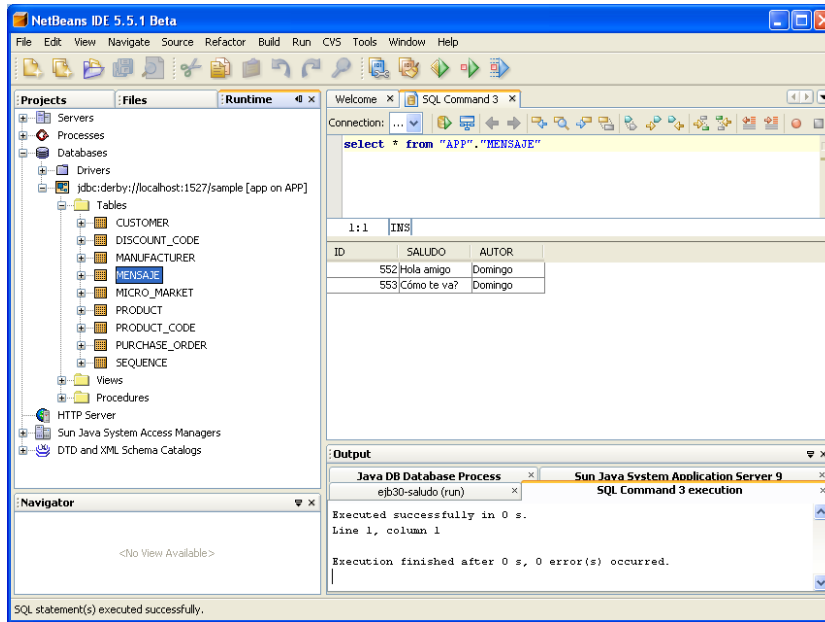 NetBeans IDE 5.5.1 Beta
File Edit View Navigate Source Refactor Build Run CVS Tools Window Help
Projects Files Runtime
Servers
Processes
Databases
Drivers
jdbc:derby://localhost:1527/sample [app on APP]
Tables
CUSTOMER
DISCOUNT_CODE
MANUFACTURER
MENSAJE
MICRO_MARKET
PRODUCT
PRODUCT_CODE
PURCHASE_ORDER
SEQUENCE
Views
Procedures
HTTP Server
Sun Java System Access Managers
DTD and XML Schema Catalogs
Navigator
<No View Available>
Welcome SQL Command 3
Connection: ...
select * from "APP"."MENSAJE"
1:1 INS
ID SALUDO AUTOR
552 Hola amigo Domingo
553 Cómo te va? Domingo
Output
Java DB Database Process Sun Java System Application Server 9
ejb30-saludo (run) SQL Command 3 execution
Executed successfully in 0 s.
Line 1, column 1
Execution finished after 0 s, 0 error(s) occurred.
SQL statement(s) executed successfully.